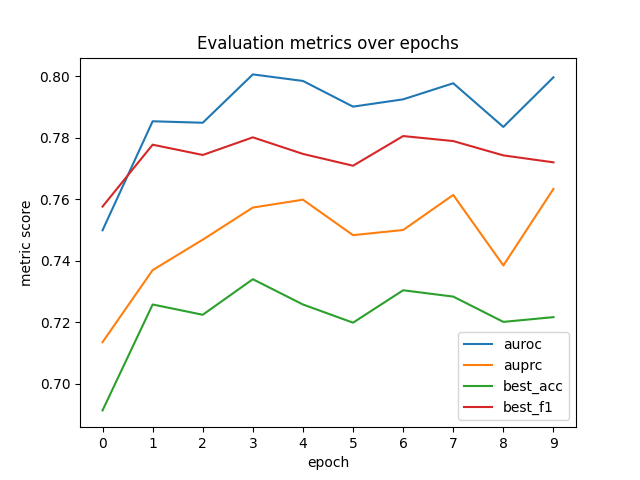 Evaluation metrics over epochs
metric score
0.80
0.78
0.76
0.74
0.72
0.70
auroc
auprc
best_acc
best_f1
0 1 2 3 4 5 6 7 8 9
epoch